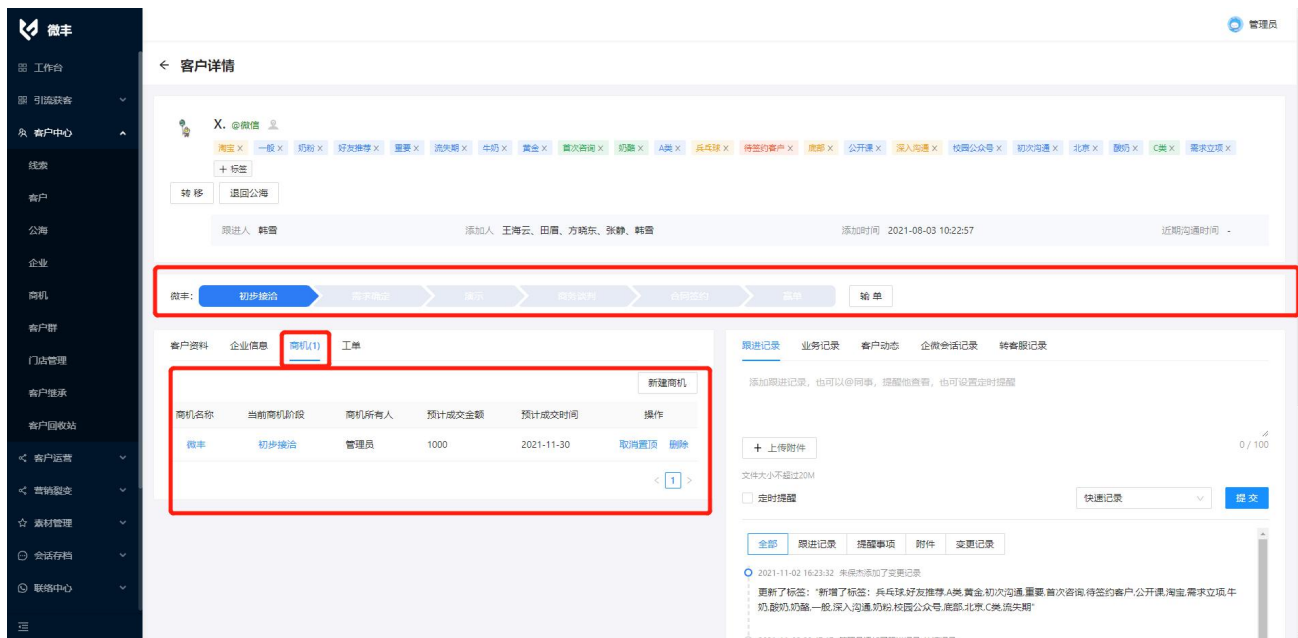 微丰
管理员
工作台
引流获客
客户中心
线索
客户
公海
企业
商机
客户群
门店管理
客户继承
客户回收站
客户运营
营销裂变
素材管理
会话存档
联络中心
← 客户详情
X. @微信
淘宝 × 一般 × 奶粉 × 好友推荐 × 重要 × 流失期 × 牛奶 × 黄金 × 首次咨询 × 奶酪 × A类 × 乒乓球 × 待签约客户 × 底部 × 公开课 × 深入沟通 × 校园公众号 × 初次沟通 × 北京 × 酸奶 × C类 × 需求立项 ×
+ 标签
转 移 退回公海
跟进人 韩雪 添加人 王海云、田眉、方晓东、张静、韩雪 添加时间 2021-08-03 10:22:57 近期沟通时间 -
微丰: 初步接洽 输 单
客户资料 企业信息 商机(1) 工单
新建商机
商机名称 当前商机阶段 商机所有人 预计成交金额 预计成交时间 操作
微丰 初步接洽 管理员 1000 2021-11-30 取消置顶 删除
< 1 >
跟进记录 业务记录 客户动态 企微会话记录 转客服记录
添加跟进记录，也可以@同事，提醒他查看，也可设置定时提醒
0 / 100
+ 上传附件
文件大小不超过20M
定时提醒 快速记录 提 交
全部 跟进记录 提醒事项 附件 变更记录
2021-11-02 16:23:32 朱保杰添加了变更记录
更新了标签："新增了标签：乒乓球,好友推荐,A类,黄金,初次沟通,重要,首次咨询,待签约客户,公开课,淘宝,需求立项,牛
奶,酸奶,奶酪,一般,深入沟通,奶粉,校园公众号,底部,北京,C类,流失期"